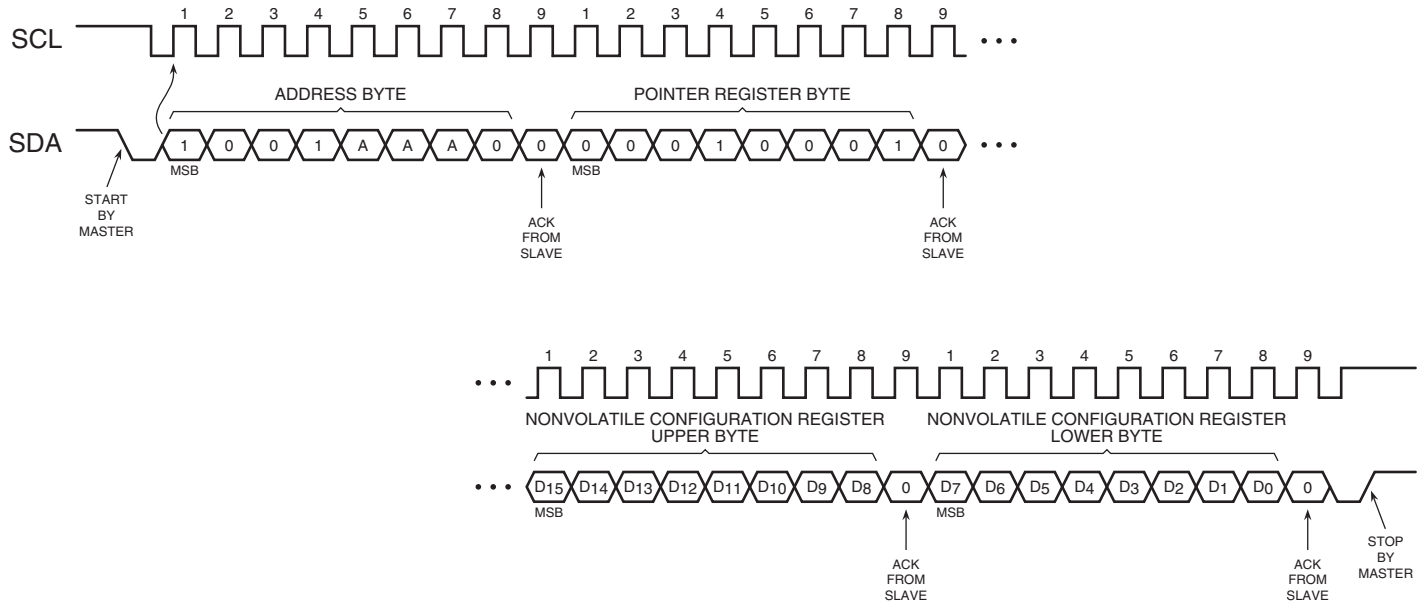 1 2 3 4 5 6 7 8 9 1 2 3 4 5 6 7 8 9
SCL
ADDRESS BYTE POINTER REGISTER BYTE
SDA 1 0 0 1 A A A 0 0 0 0 0 1 0 0 0 1 0
MSB MSB
START
BY
MASTER
ACK
FROM
SLAVE
ACK
FROM
SLAVE
1 2 3 4 5 6 7 8 9 1 2 3 4 5 6 7 8 9
NONVOLATILE CONFIGURATION REGISTER
UPPER BYTE
NONVOLATILE CONFIGURATION REGISTER
LOWER BYTE
D15 D14 D13 D12 D11 D10 D9 D8 0 D7 D6 D5 D4 D3 D2 D1 D0 0
MSB MSB
ACK
FROM
SLAVE
ACK
FROM
SLAVE
STOP
BY
MASTER